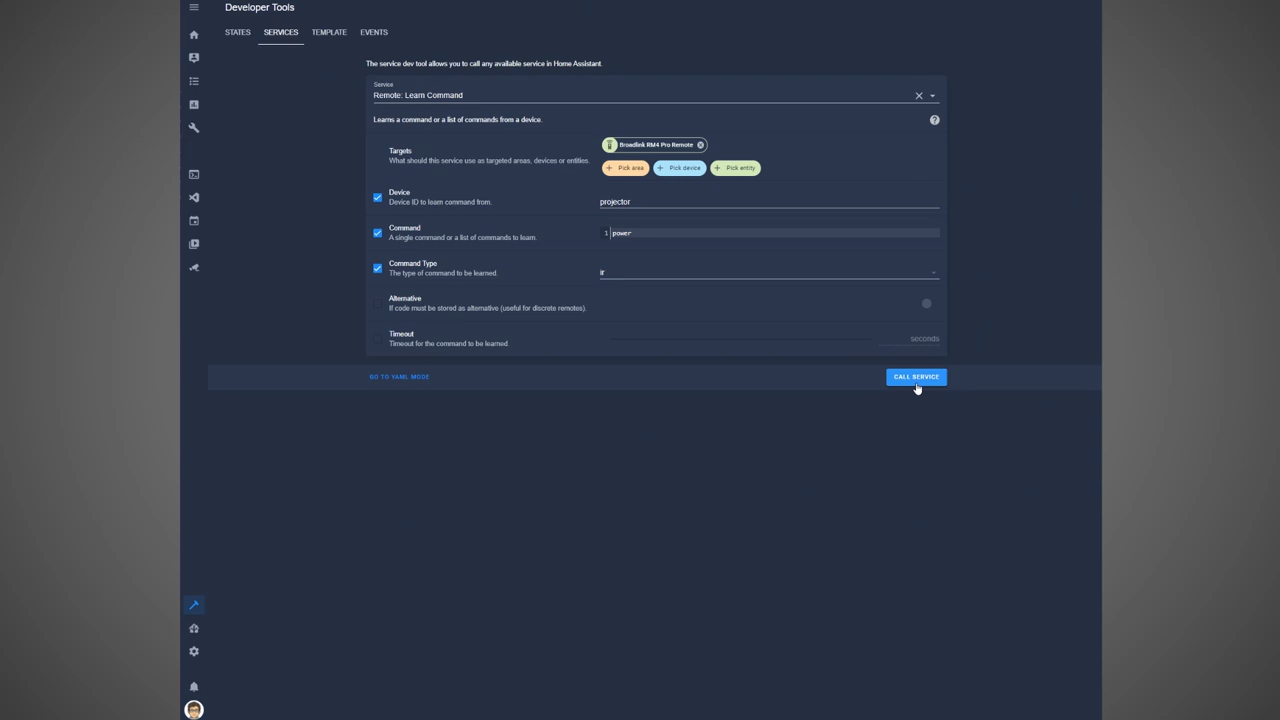 Developer Tools
STATES SERVICES TEMPLATE EVENTS
The service dev tool allows you to call any available service in Home Assistant.
Service
Remote: Learn Command
Learns a command or a list of commands from a device.
Targets
What should this service use as targeted areas, devices or entities.
Broadlink RM4 Pro Remote
Pick area Pick device Pick entity
Device
Device ID to learn command from.
projector
Command
A single command or a list of commands to learn.
1 power
Command Type
The type of command to be learned.
ir
Alternative
If code must be stored as alternative (useful for discrete remotes).
Timeout
Timeout for the command to be learned.
seconds
GO TO YAML MODE
CALL SERVICE